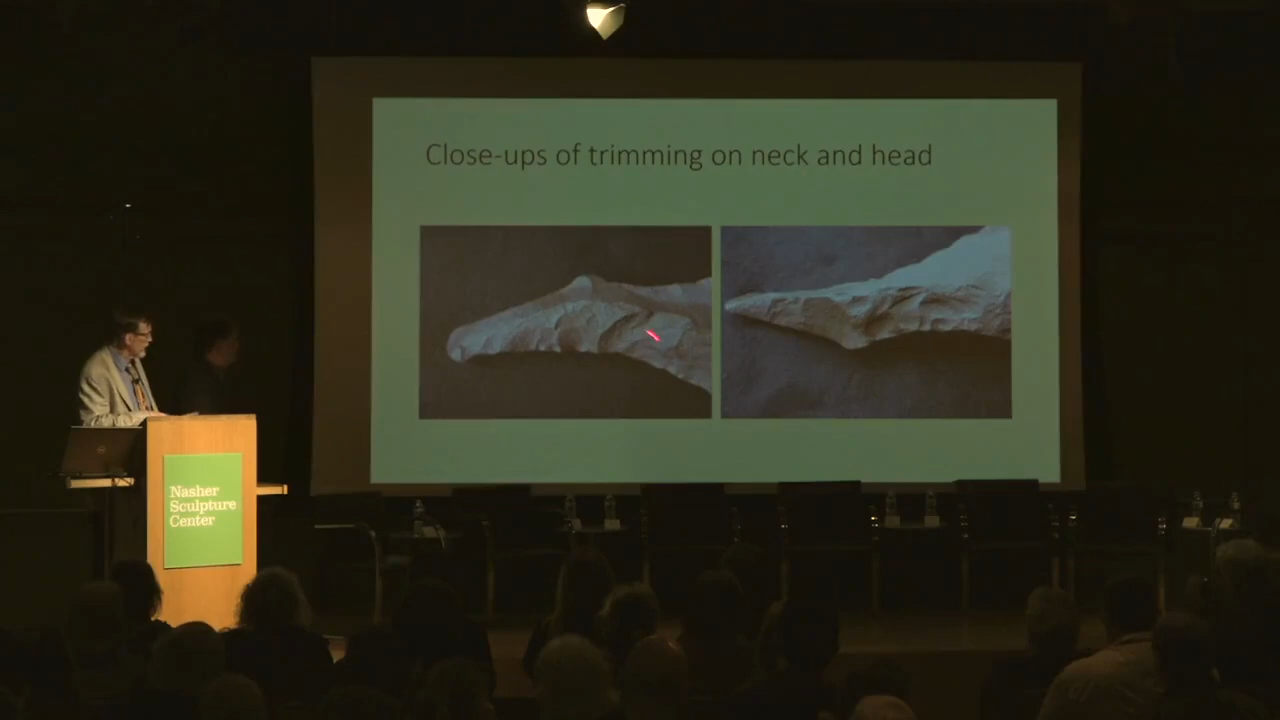 Close-ups of trimming on neck and head
Nasher
Sculpture
Center